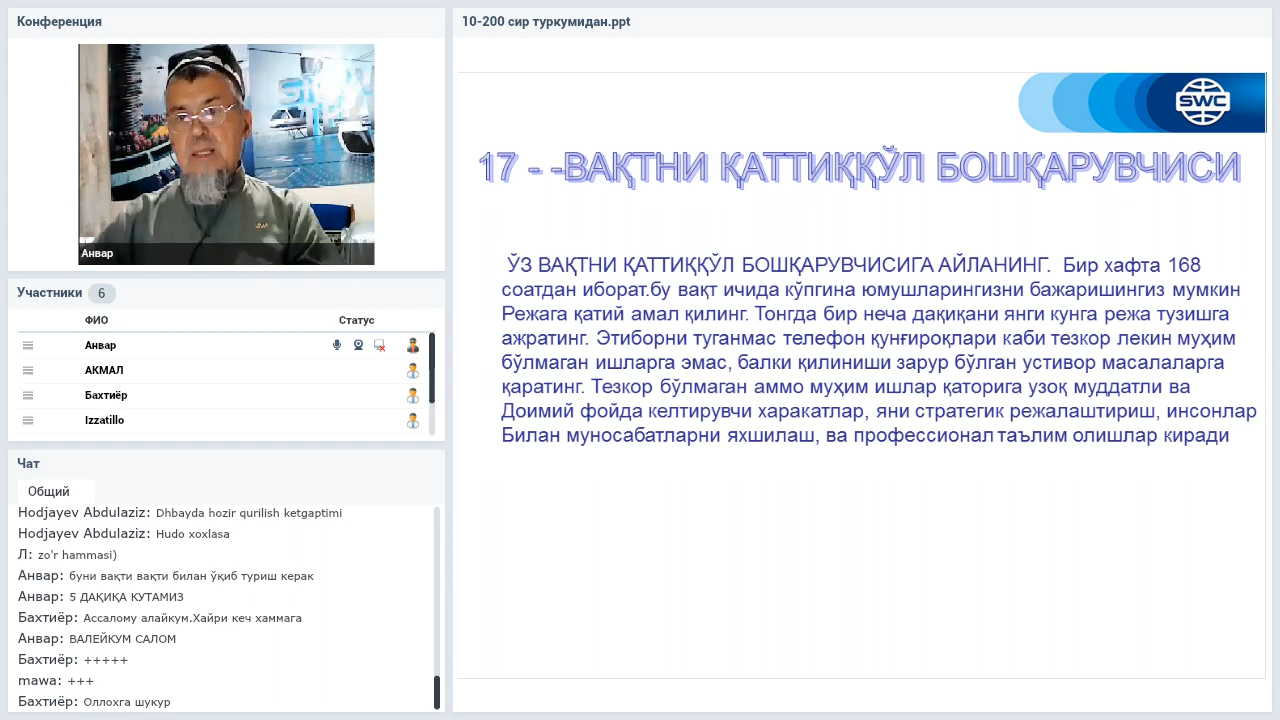 Конференция
Анвар
Участники 6
ФИО Статус
Анвар
АКМАЛ
Бахтиёр
Izzatillo
Чат
Общий
Hodjayev Abdulaziz: Dhbayda hozir qurilish ketgaptimi
Hodjayev Abdulaziz: Hudo xoxlasa
Л: zo'r hammasi)
Анвар: буни вақти вақти билан ўқиб туриш керак
Анвар: 5 ДАҚИҚА КУТАМИЗ
Бахтиёр: Ассалому алайкум.Хайри кеч хаммага
Анвар: ВАЛЕЙКУМ САЛОМ
Бахтиёр: +++++
mawa: +++
Бахтиёр: Оллохга шукур
10-200 сир туркумидан.ppt
SWC
17 - -ВАҚТНИ ҚАТТИҚҚЎЛ БОШҚАРУВЧИСИ
ЎЗ ВАҚТНИ ҚАТТИҚҚЎЛ БОШҚАРУВЧИСИГА АЙЛАНИНГ. Бир хафта 168
соатдан иборат.бу вақт ичида кўпгина юмушларингизни бажаришингиз мумкин
Режага қатий амал қилинг. Тонгда бир неча дақиқани янги кунга режа тузишга
ажратинг. Этиборни туганмас телефон қунғироқлари каби тезкор лекин муҳим
бўлмаган ишларга эмас, балки қилиниши зарур бўлган устивор масалаларга
қаратинг. Тезкор бўлмаган аммо муҳим ишлар қаторига узоқ муддатли ва
Доимий фойда келтирувчи харакатлар, яни стратегик режалаштириш, инсонлар
Билан муносабатларни яхшилаш, ва профессионал таълим олишлар киради